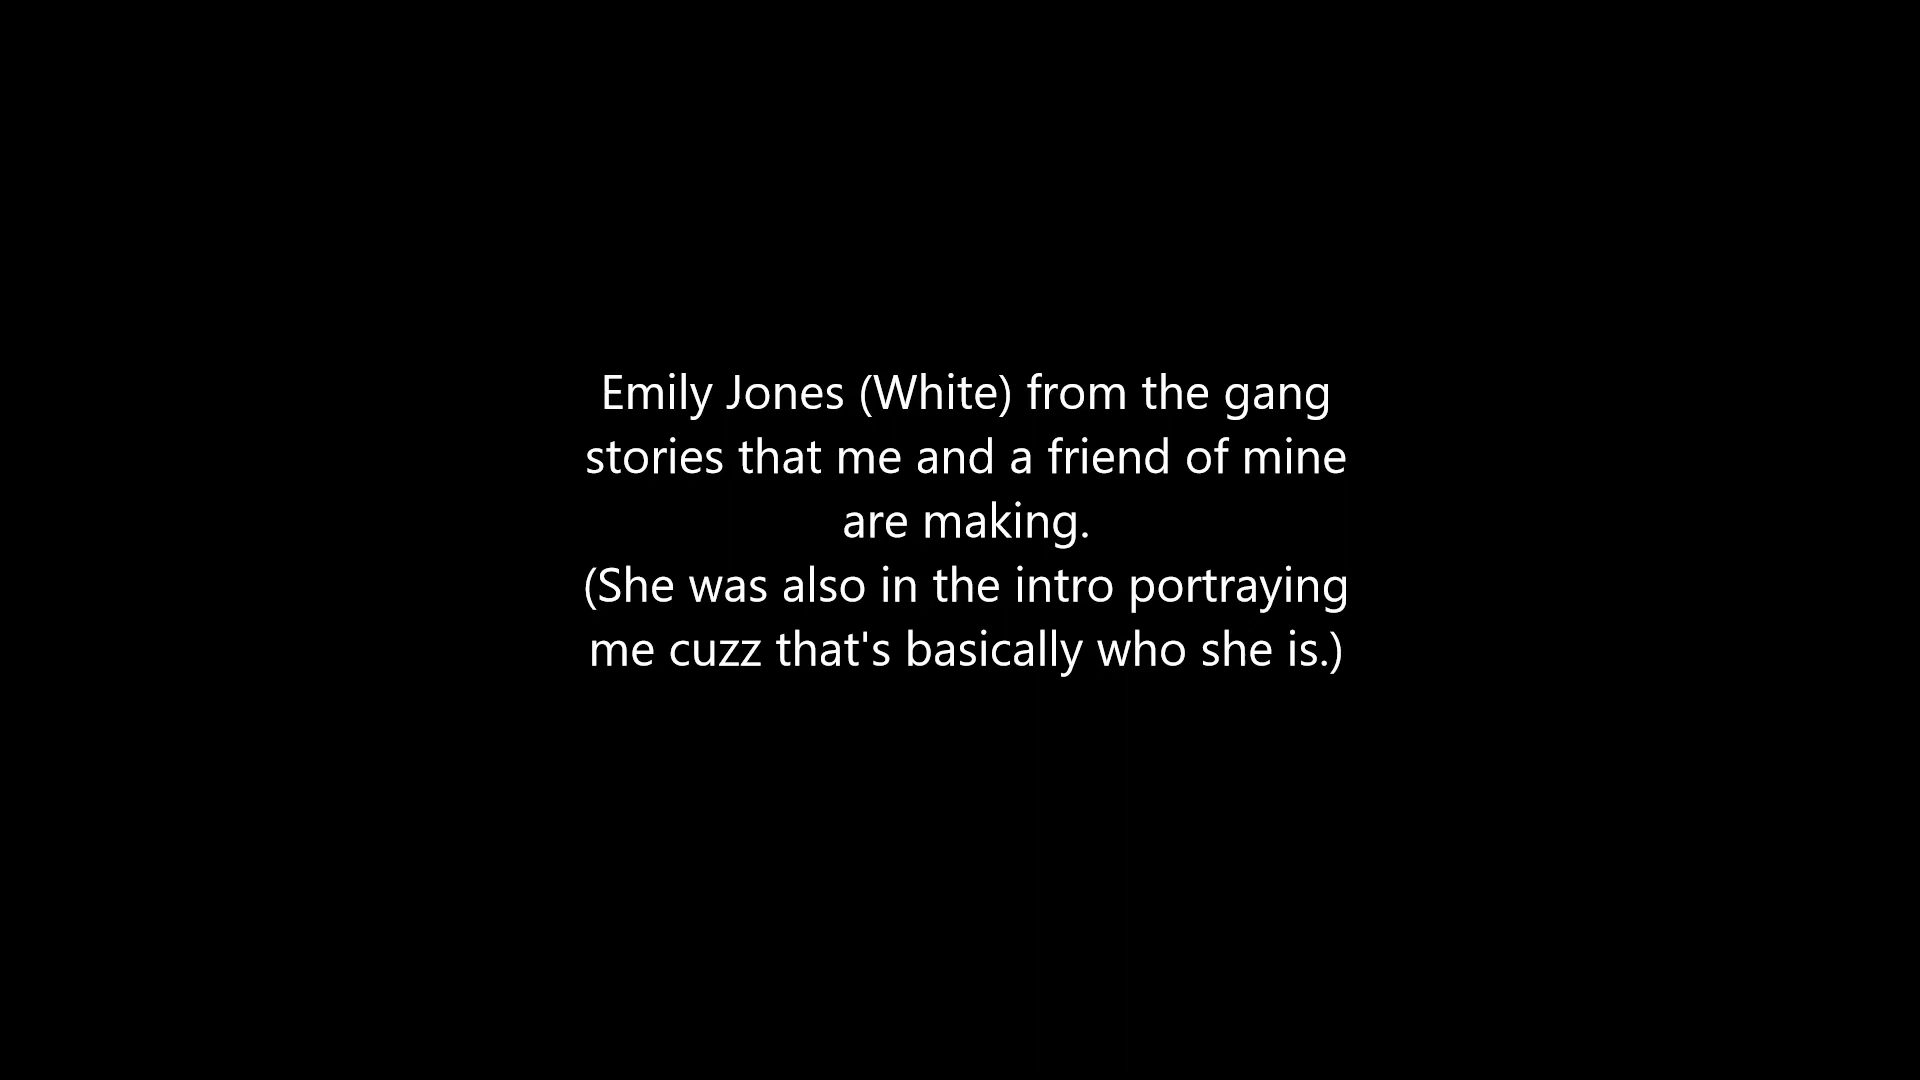 Emily Jones (White) from the gang
stories that me and a friend of mine
are making.
(She was also in the intro portraying
me cuzz that's basically who she is.)